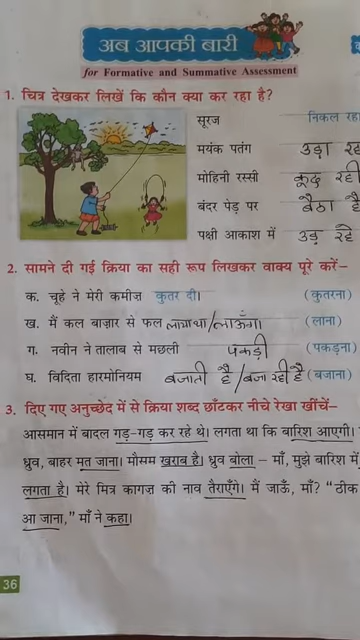 अब आपकी बारी
for Formative and Summative Assessment
1. चित्र देखकर लिखें कि कौन क्या कर रहा है?
सूरज निकल रहा
मयंक पतंग उड़ा रहा
मोहिनी रस्सी कूद रही
बंदर पेड़ पर बैठा है
पक्षी आकाश में उड़ रहे
2. सामने दी गई क्रिया का सही रूप लिखकर वाक्य पूरे करें–
क. चूहे ने मेरी कमीज़ कुतर दी। (कुतरना)
ख. मैं कल बाज़ार से फल लाया था/लाऊँगा। (लाना)
ग. नवीन ने तालाब से मछली पकड़ी (पकड़ना)
घ. विदिता हारमोनियम बजाती है/बजा रही है (बजाना)
3. दिए गए अनुच्छेद में से क्रिया शब्द छाँटकर नीचे रेखा खींचें–
आसमान में बादल गड़-गड़ कर रहे थे। लगता था कि बारिश आएगी।
ध्रुव, बाहर मत जाना। मौसम खराब है। ध्रुव बोला – माँ, मुझे बारिश में
लगता है। मेरे मित्र कागज़ की नाव तैराएँगे। मैं जाऊँ, माँ? "ठीक
आ जाना," माँ ने कहा।
36